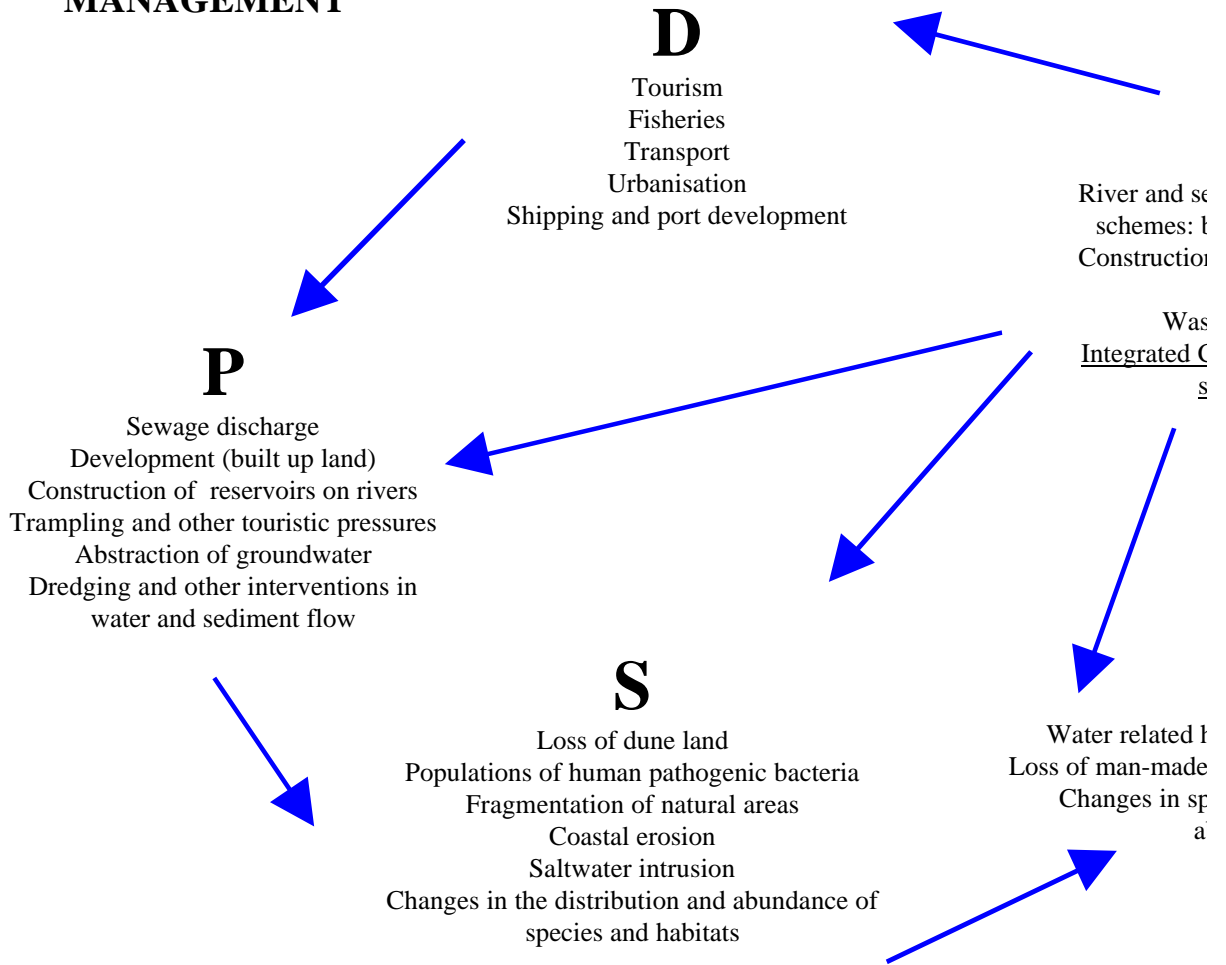 MANAGEMENT
D
Tourism
Fisheries
Transport
Urbanisation
Shipping and port development
River and
schemes:
Integrated
P
Sewage discharge
Development (built up land)
Construction of reservoirs on rivers
Trampling and other touristic pressures
Abstraction of groundwater
Dredging and other interventions in
water and sediment flow
S
Loss of dune land
Populations of human pathogenic bacteria
Fragmentation of natural areas
Coastal erosion
Saltwater intrusion
Changes in the distribution and abundance of
species and habitats
Water related
Loss of man-made
Changes in